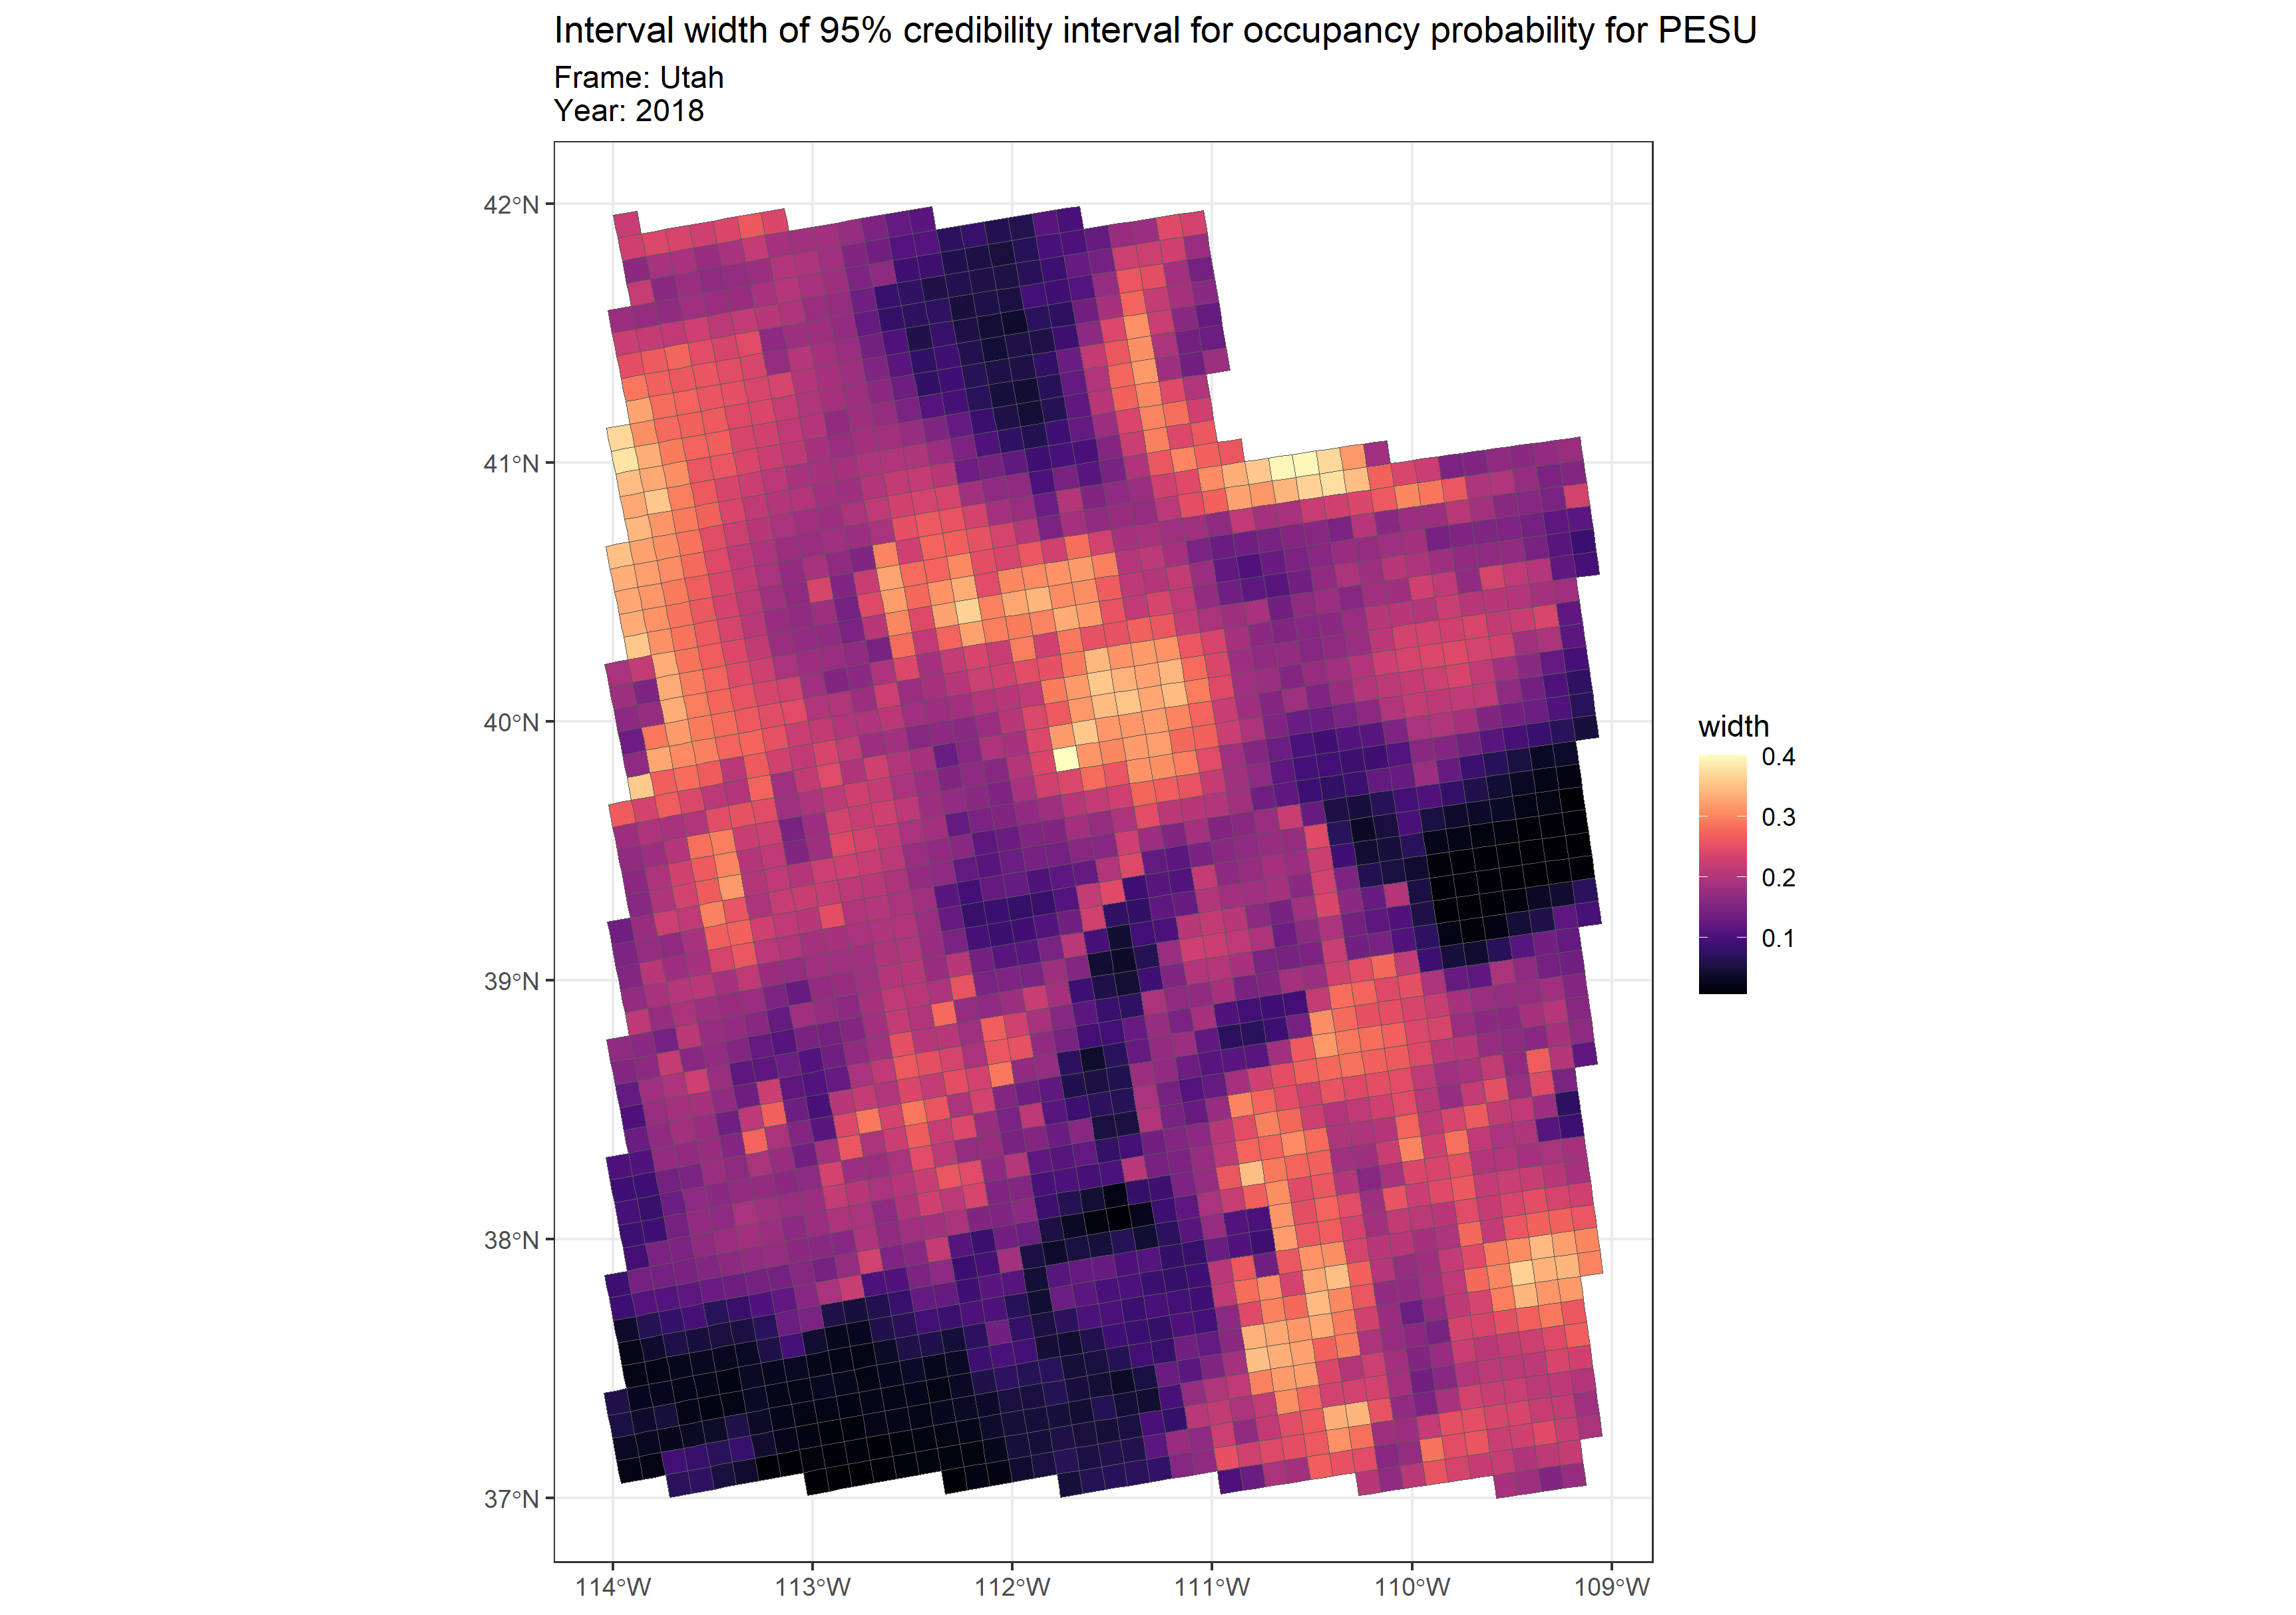 Interval width of 95% credibility interval for occupancy probability for PESU
Frame: Utah
Year: 2018
42°N
41°N
40°N
39°N
38°N
37°N
114°W
113°W
112°W
111°W
110°W
109°W
width
0.4
0.3
0.2
0.1